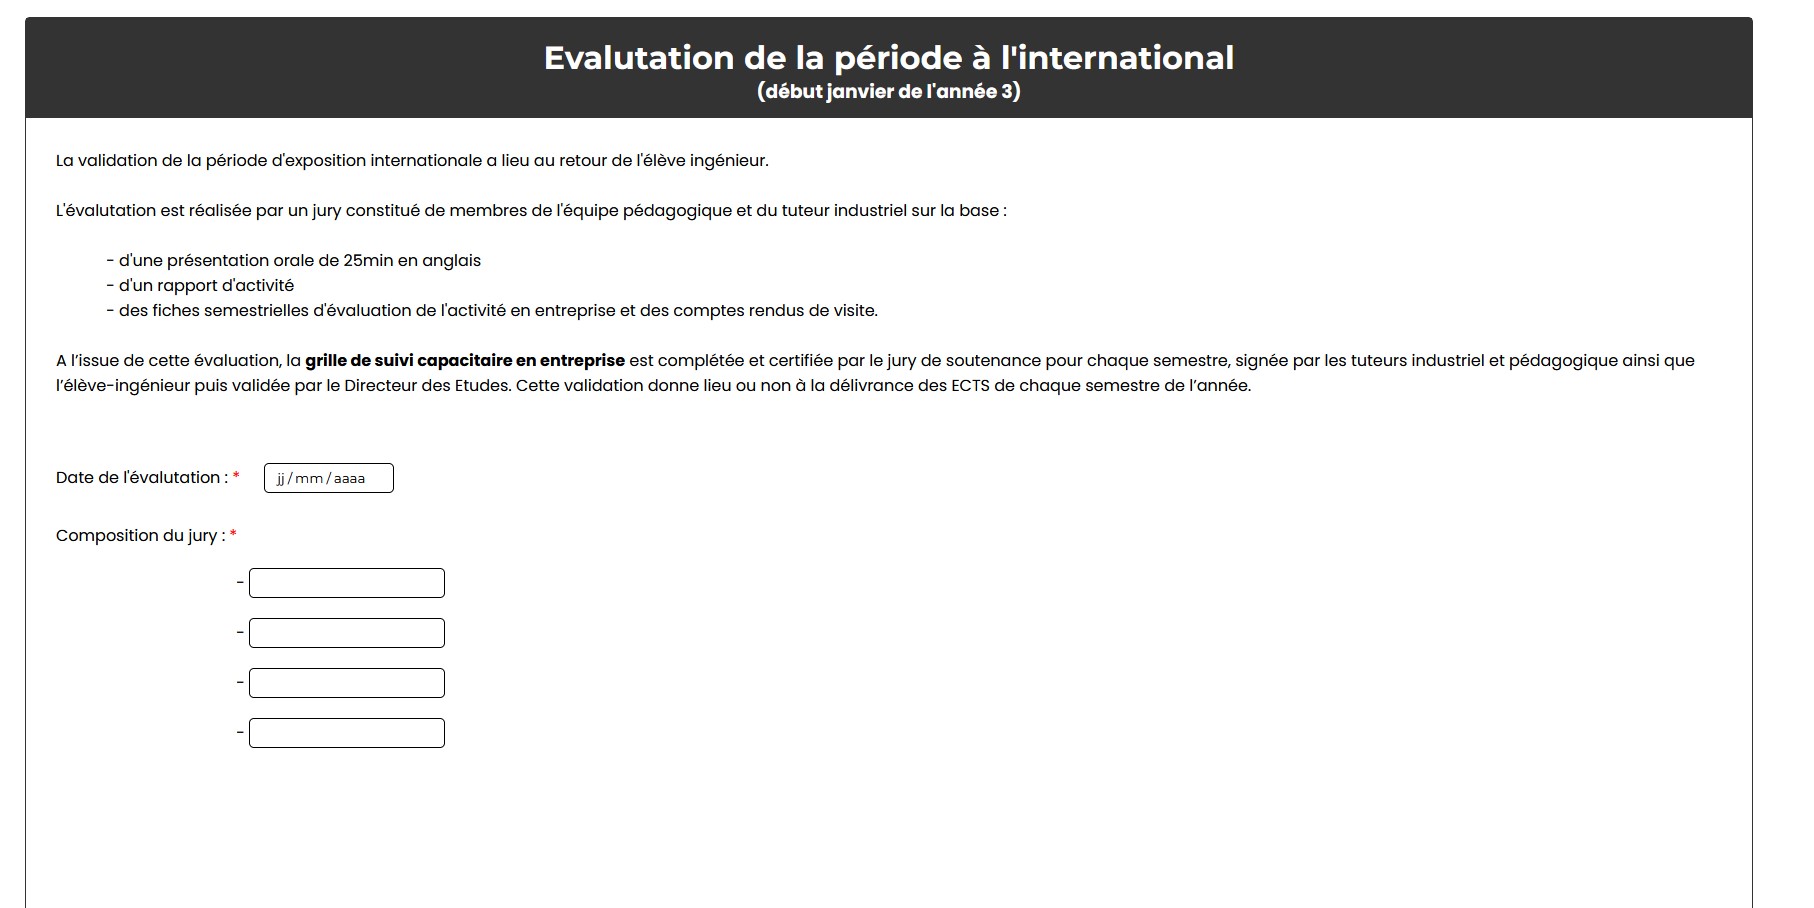 Evalutation de la période à l'international
(début janvier de l'année 3)
La validation de la période d'exposition internationale a lieu au retour de l'élève ingénieur.
L'évalutation est réalisée par un jury constitué de membres de l'équipe pédagogique et du tuteur industriel sur la base :
- d'une présentation orale de 25min en anglais
- d'un rapport d'activité
- des fiches semestrielles d'évaluation de l'activité en entreprise et des comptes rendus de visite.
A l’issue de cette évaluation, la grille de suivi capacitaire en entreprise est complétée et certifiée par le jury de soutenance pour chaque semestre, signée par les tuteurs industriel et pédagogique ainsi que
l’élève-ingénieur puis validée par le Directeur des Etudes. Cette validation donne lieu ou non à la délivrance des ECTS de chaque semestre de l’année.
Date de l'évalutation : * jj/mm/aaaa
Composition du jury : *
-
-
-
-